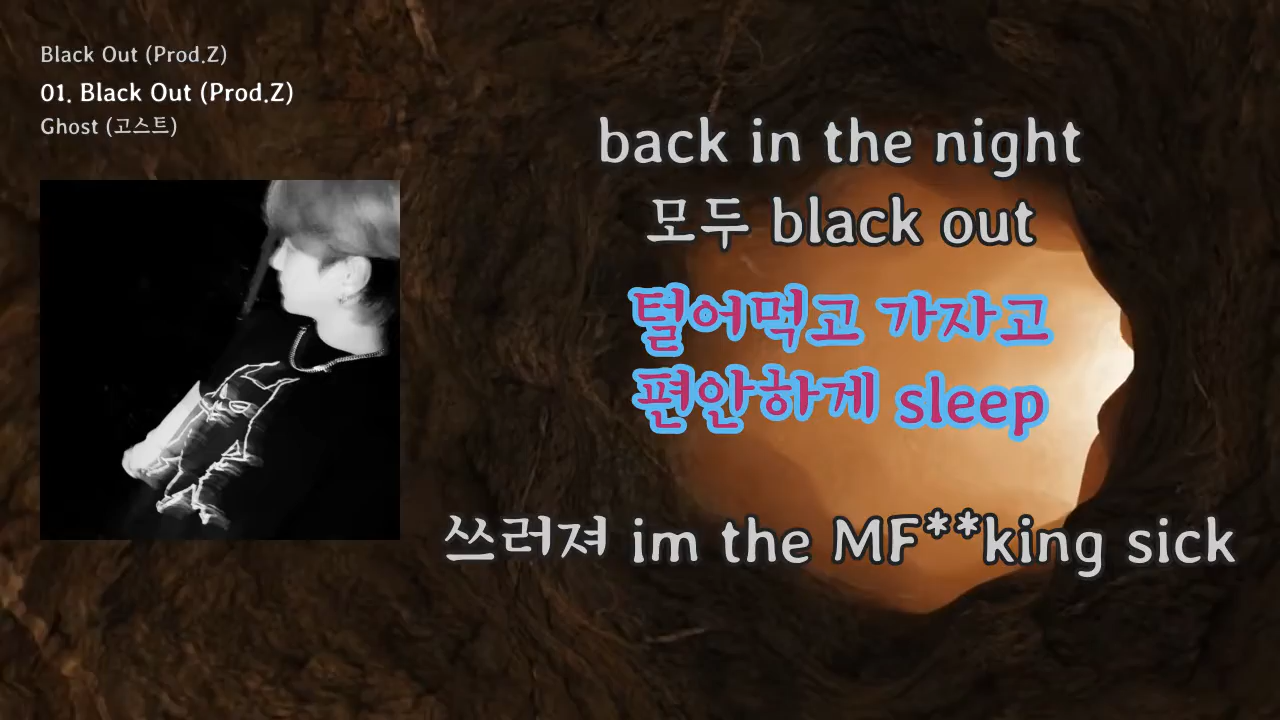 Black Out (Prod.Z)
01. Black Out (Prod.Z)
Ghost (고스트)
back in the night
모두 black out
털어먹고 가자고
편안하게 sleep
쓰러져 im the MF**king sick